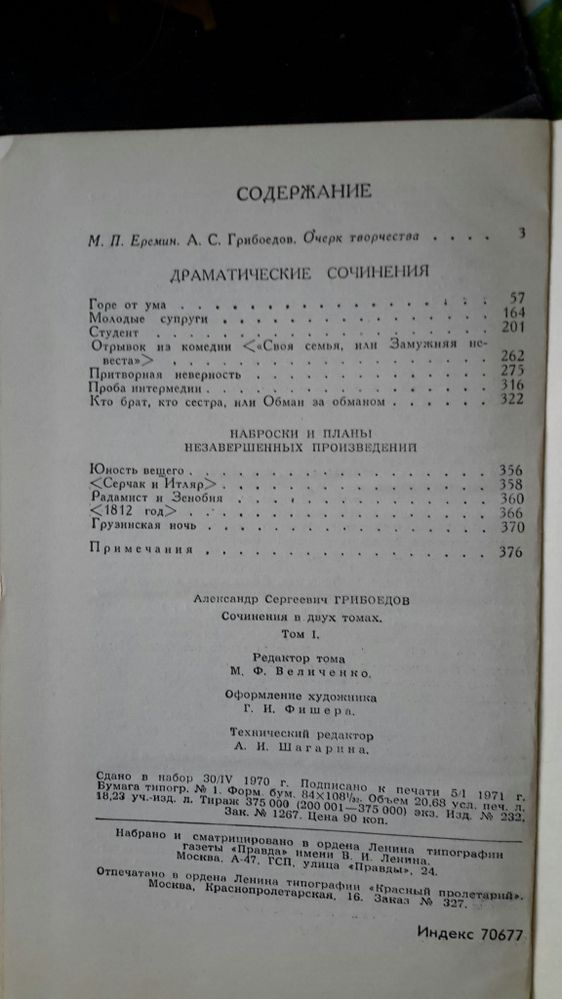 СОДЕРЖАНИЕ
М. П. Еремин. А. С. Грибоедов. Очерк творчества . . . . 3
ДРАМАТИЧЕСКИЕ СОЧИНЕНИЯ
Горе от ума . . . . . . . . . . . . . . . . . 57
Молодые супруги . . . . . . . . . . . . . . . 164
Студент . . . . . . . . . . . . . . . . . . 201
Отрывок из комедии <«Своя семья, или Замужняя не-
веста»> . . . . . . . . . . . . . . . . . 262
Притворная неверность . . . . . . . . . . . . . 275
Проба интермедии . . . . . . . . . . . . . . . 316
Кто брат, кто сестра, или Обман за обманом . . . . . . 322
НАБРОСКИ И ПЛАНЫ
НЕЗАВЕРШЕННЫХ ПРОИЗВЕДЕНИЙ
Юность вещего . . . . . . . . . . . . . . . . 356
<Серчак и Итляр> . . . . . . . . . . . . . . . 358
Радамист и Зенобия . . . . . . . . . . . . . . 360
<1812 год> . . . . . . . . . . . . . . . . . 366
Грузинская ночь . . . . . . . . . . . . . . . 370
Примечания . . . . . . . . . . . . . . . . . 376
Александр Сергеевич ГРИБОЕДОВ
Сочинения в двух томах.
Том I.
Редактор тома
М. Ф. Величенко.
Оформление художника
Г. И. Фишера.
Технический редактор
А. И. Шагарина.
Сдано в набор 30/IV 1970 г. Подписано к печати 5/I 1971 г.
Бумага типогр. № 1. Форм. бум. 84×108¹/₃₂. Объем 20,68 усл. печ. л.
18,23 уч.-изд. л. Тираж 375 000 (200 001—375 000) экз. Изд. № 232.
Зак. № 1267. Цена 90 коп.
Набрано и сматрицировано в ордена Ленина типографии
газеты «Правда» имени В. И. Ленина.
Москва, А-47, ГСП, улица «Правды», 24.
Отпечатано в ордена Ленина типографии «Красный пролетарий».
Москва, Краснопролетарская, 16. Заказ № 327.
Индекс 70677